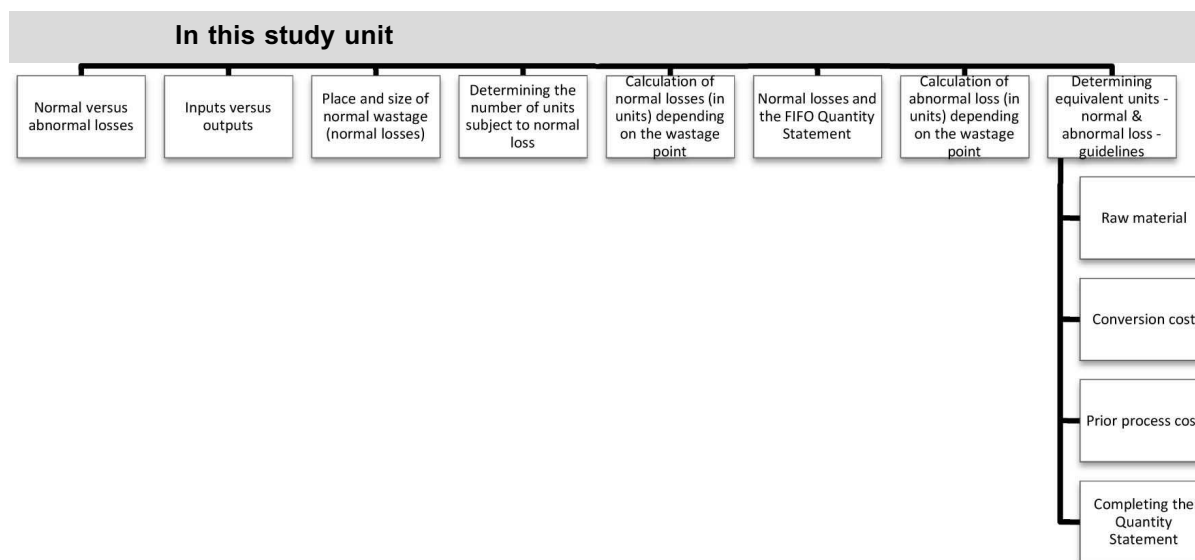 In this study unit
Normal versus
abnormal losses
Inputs versus
outputs
Place and size of
normal wastage
(normal losses)
Determining the
number of units
subject to normal
loss
Calculation of
normal losses (in
units) depending
on the wastage
point
Normal losses and
the FIFO Quantity
Statement
Calculation of
abnormal loss (in
units) depending on
the wastage
point
Determining
equivalent units -
normal &
abnormal loss -
guidelines
Raw material
Conversion cost
Prior process cos
Completing the
Quantity
Statement